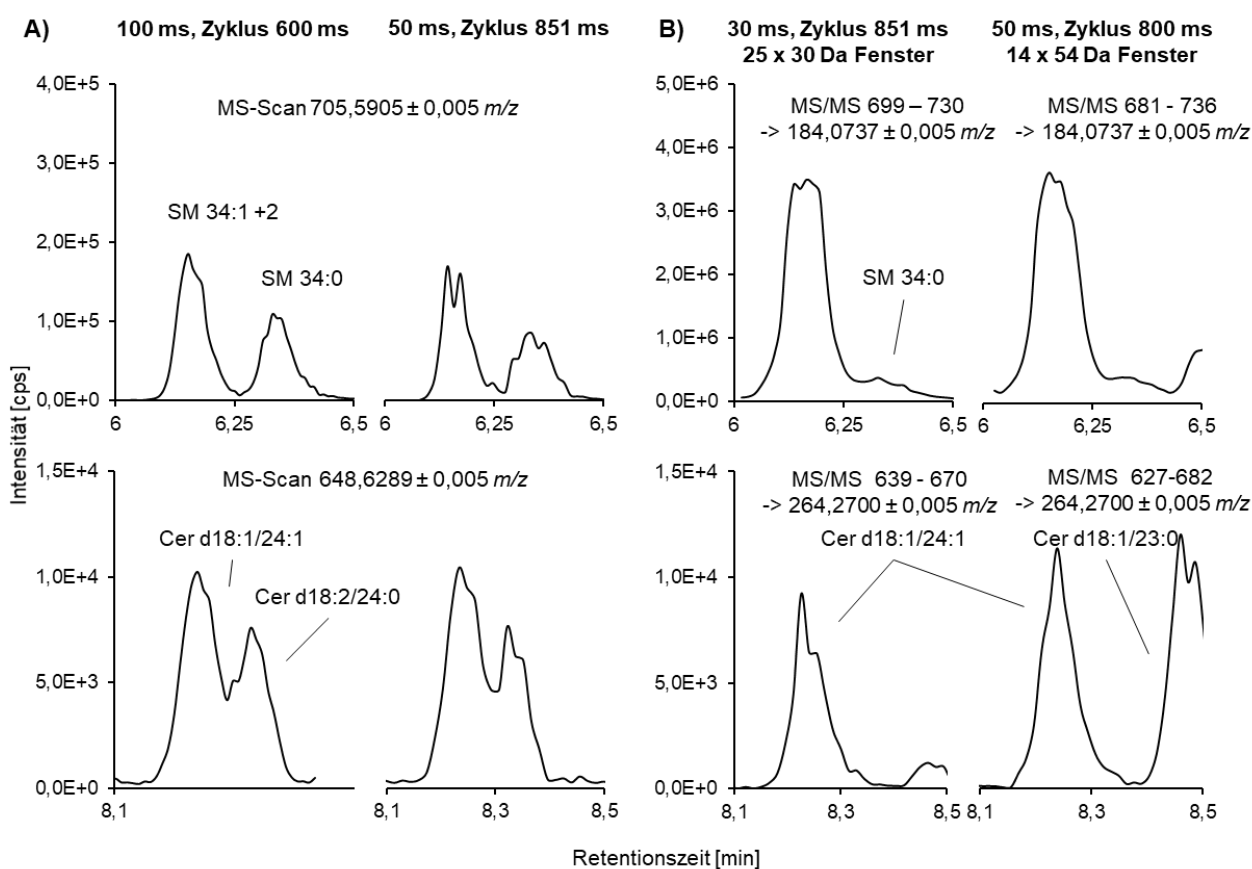 A)
100 ms, Zyklus 600 ms
50 ms, Zyklus 851 ms
B)
30 ms, Zyklus 851 ms
25 x 30 Da Fenster
50 ms, Zyklus 800 ms
14 x 54 Da Fenster
Intensität [cps]
4,0E+5
3,0E+5
2,0E+5
1,0E+5
0,0E+0
MS-Scan 705,5905 ± 0,005 m/z
SM 34:1 +2
SM 34:0
6
6,25
6,5
6
6,25
6,5
5,0E+6
4,0E+6
3,0E+6
2,0E+6
1,0E+6
0,0E+0
MS/MS 699 – 730
-> 184,0737 ± 0,005 m/z
MS/MS 681 - 736
-> 184,0737 ± 0,005 m/z
SM 34:0
6
6,25
6,5
6
6,25
6,5
1,5E+4
1,0E+4
5,0E+3
0,0E+0
MS-Scan 648,6289 ± 0,005 m/z
Cer d18:1/24:1
Cer d18:2/24:0
8,1
8,1
8,3
8,5
1,5E+4
1,0E+4
5,0E+3
0,0E+0
MS/MS 639 - 670
-> 264,2700 ± 0,005 m/z
MS/MS 627-682
-> 264,2700 ± 0,005 m/z
Cer d18:1/24:1
Cer d18:1/23:0
8,1
8,3
8,5
8,1
8,3
8,5
Retentionszeit [min]